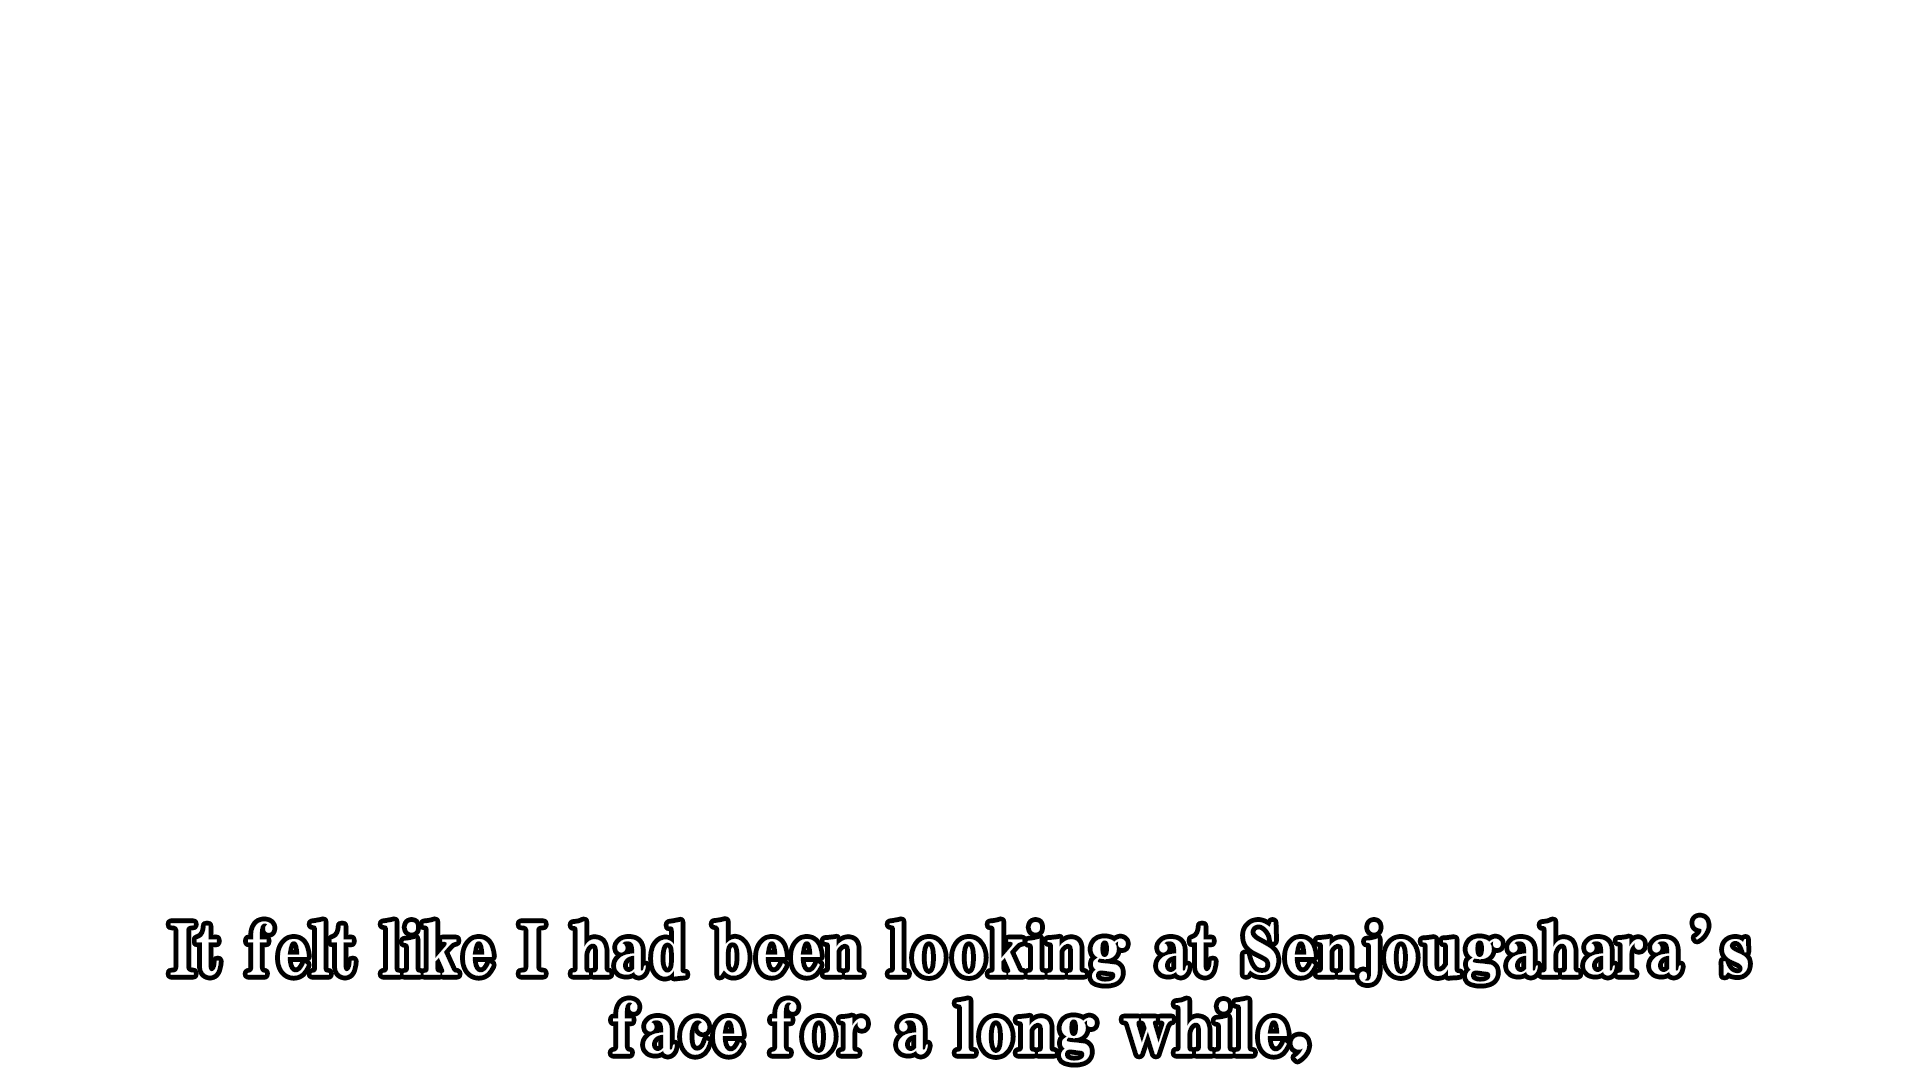 It felt like I had been looking at Senjougahara’s
face for a long while,